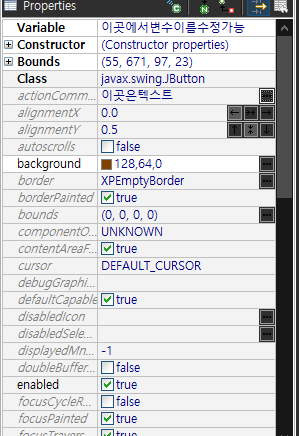 Properties
Variable 이곳에서변수이름수정가능
Constructor (Constructor properties)
Bounds (55, 671, 97, 23)
Class javax.swing.JButton
actionComm... 이곳은텍스트
alignmentX 0.0
alignmentY 0.5
autoscrolls false
background 128,64,0
border XPEmptyBorder
borderPainted true
bounds (0, 0, 0, 0)
componentO... UNKNOWN
contentAreaF... true
cursor DEFAULT_CURSOR
debugGraphi...
defaultCapable true
disabledIcon
disabledSele...
displayedMn... -1
doubleBuffer... false
enabled true
focusCycleR... false
focusPainted true
focusTravers... true